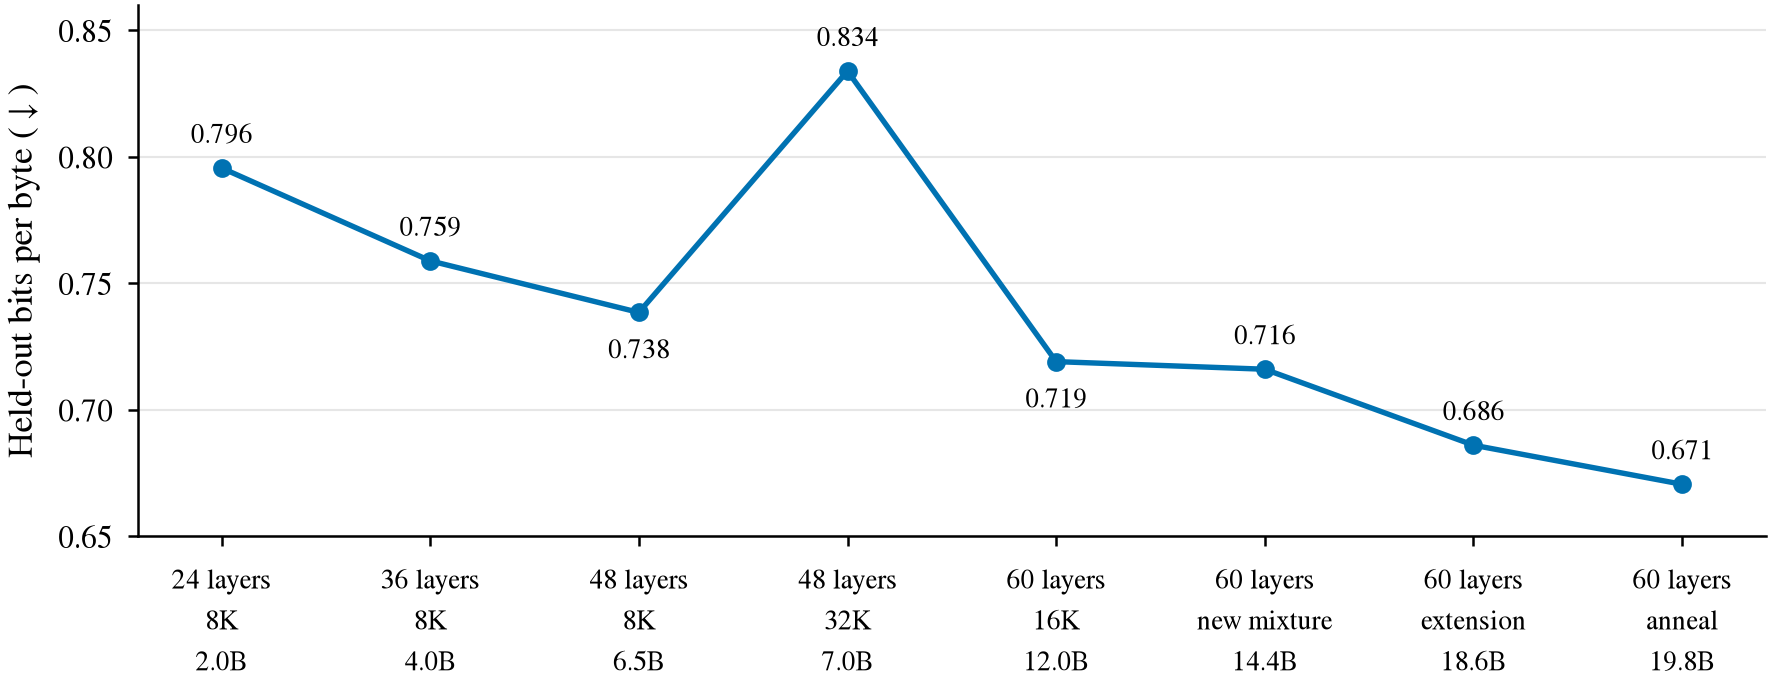 Held-out bits per byte (↓)
0.85
0.80
0.75
0.70
0.65
0.796
0.759
0.738
0.834
0.719
0.716
0.686
0.671
24 layers
8K
2.0B
36 layers
8K
4.0B
48 layers
8K
6.5B
48 layers
32K
7.0B
60 layers
16K
12.0B
60 layers
new mixture
14.4B
60 layers
extension
18.6B
60 layers
anneal
19.8B